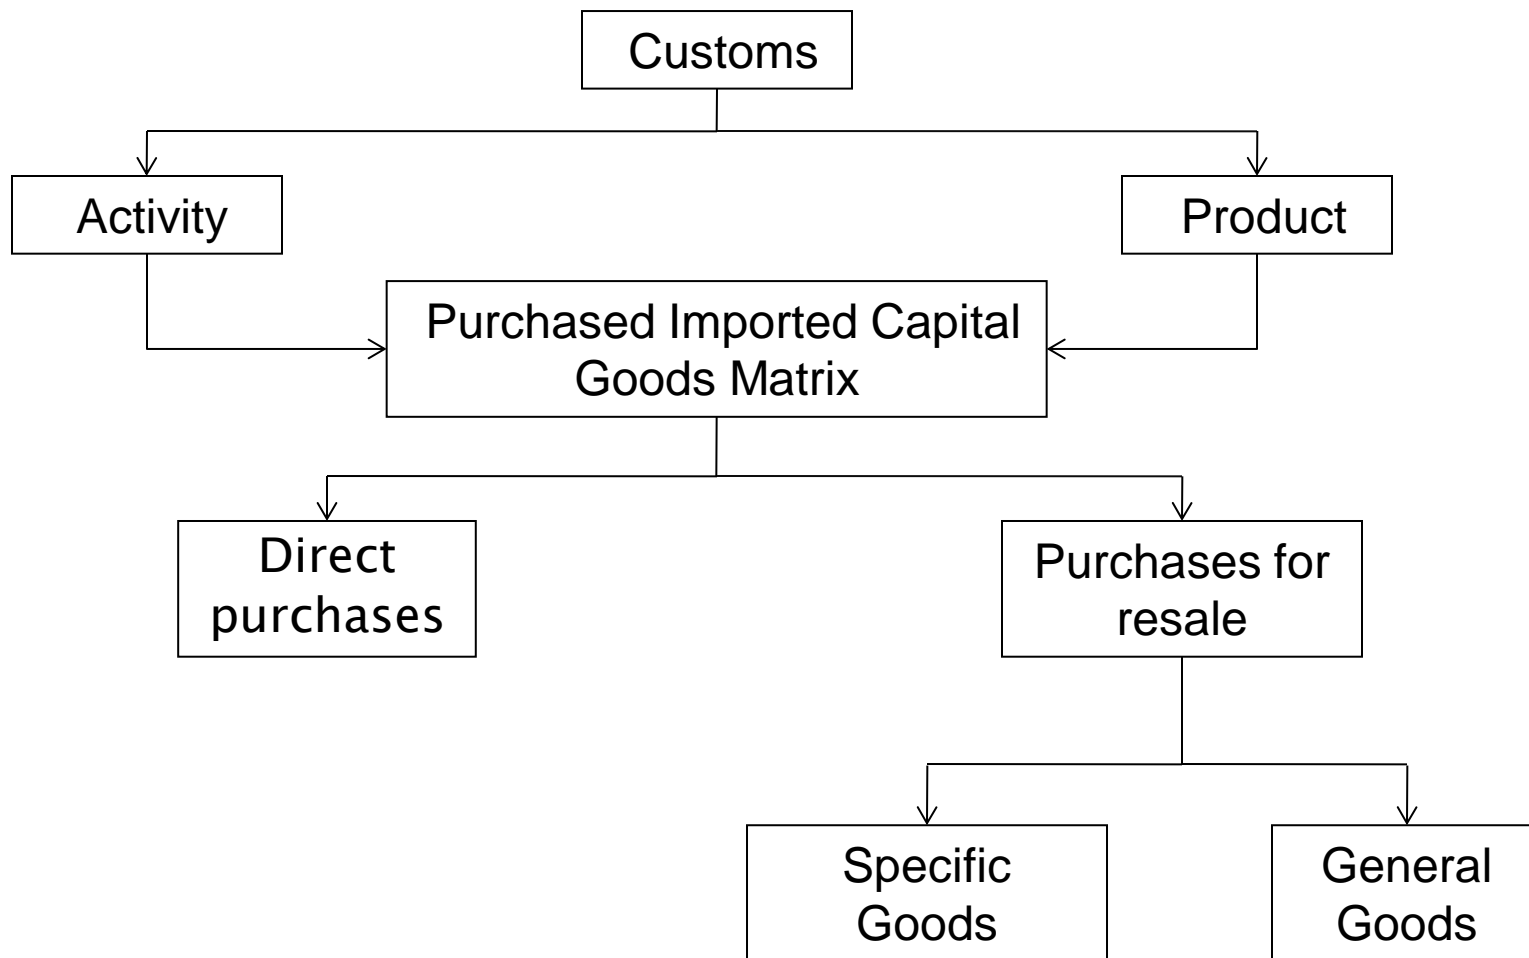 Customs
Activity
Product
Purchased Imported Capital
Goods Matrix
Direct
purchases
Purchases for
resale
Specific
Goods
General
Goods